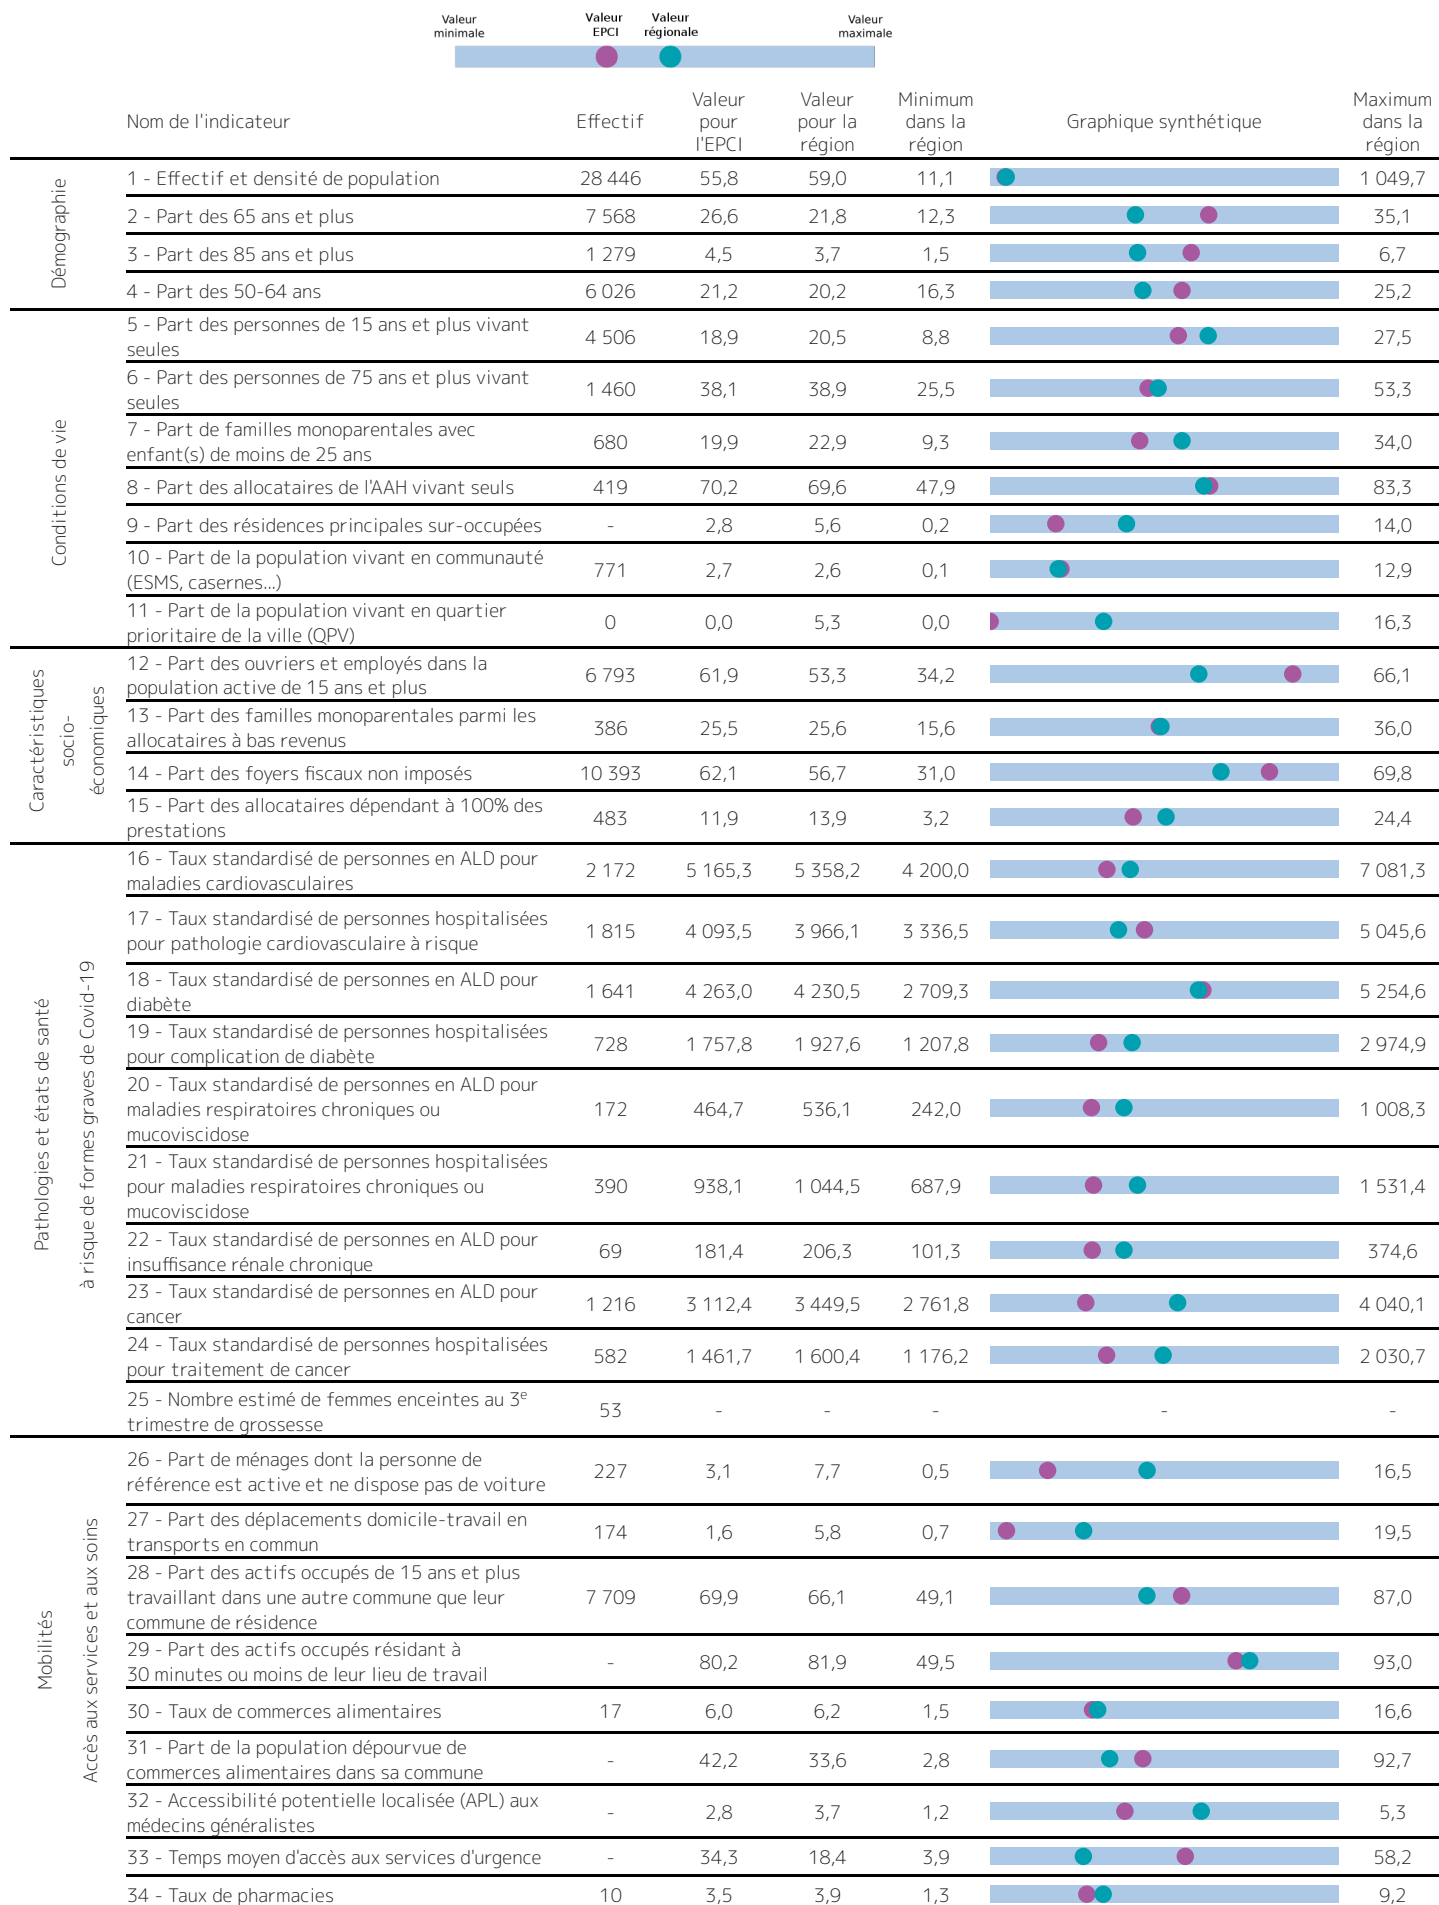 Valeur minimale
Valeur EPCI
Valeur régionale
Valeur maximale
Nom de l'indicateur Effectif Valeur pour l'EPCI Valeur pour la région Minimum dans la région Graphique synthétique Maximum dans la région
Démographie
1 - Effectif et densité de population 28 446 55,8 59,0 11,1 1 049,7
2 - Part des 65 ans et plus 7 568 26,6 21,8 12,3 35,1
3 - Part des 85 ans et plus 1 279 4,5 3,7 1,5 6,7
4 - Part des 50-64 ans 6 026 21,2 20,2 16,3 25,2
Conditions de vie
5 - Part des personnes de 15 ans et plus vivant
seules 4 506 18,9 20,5 8,8 27,5
6 - Part des personnes de 75 ans et plus vivant
seules 1 460 38,1 38,9 25,5 53,3
7 - Part de familles monoparentales avec
enfant(s) de moins de 25 ans 680 19,9 22,9 9,3 34,0
8 - Part des allocataires de l'AAH vivant seuls 419 70,2 69,6 47,9 83,3
9 - Part des résidences principales sur-occupées - 2,8 5,6 0,2 14,0
10 - Part de la population vivant en communauté
(ESMS, casernes...) 771 2,7 2,6 0,1 12,9
11 - Part de la population vivant en quartier
prioritaire de la ville (QPV) 0 0,0 5,3 0,0 16,3
Caractéristiques
socio-
économiques
12 - Part des ouvriers et employés dans la
population active de 15 ans et plus 6 793 61,9 53,3 34,2 66,1
13 - Part des familles monoparentales parmi les
allocataires à bas revenus 386 25,5 25,6 15,6 36,0
14 - Part des foyers fiscaux non imposés 10 393 62,1 56,7 31,0 69,8
15 - Part des allocataires dépendant à 100% des
prestations 483 11,9 13,9 3,2 24,4
Pathologies et états de santé
à risque de formes graves de Covid-19
16 - Taux standardisé de personnes en ALD pour
maladies cardiovasculaires 2 172 5 165,3 5 358,2 4 200,0 7 081,3
17 - Taux standardisé de personnes hospitalisées
pour pathologie cardiovasculaire à risque 1 815 4 093,5 3 966,1 3 336,5 5 045,6
18 - Taux standardisé de personnes en ALD pour
diabète 1 641 4 263,0 4 230,5 2 709,3 5 254,6
19 - Taux standardisé de personnes hospitalisées
pour complication de diabète 728 1 757,8 1 927,6 1 207,8 2 974,9
20 - Taux standardisé de personnes en ALD pour
maladies respiratoires chroniques ou
mucoviscidose 172 464,7 536,1 242,0 1 008,3
21 - Taux standardisé de personnes hospitalisées
pour maladies respiratoires chroniques ou
mucoviscidose 390 938,1 1 044,5 687,9 1 531,4
22 - Taux standardisé de personnes en ALD pour
insuffisance rénale chronique 69 181,4 206,3 101,3 374,6
23 - Taux standardisé de personnes en ALD pour
cancer 1 216 3 112,4 3 449,5 2 761,8 4 040,1
24 - Taux standardisé de personnes hospitalisées
pour traitement de cancer 582 1 461,7 1 600,4 1 176,2 2 030,7
25 - Nombre estimé de femmes enceintes au 3e
trimestre de grossesse 53 - - - - -
Mobilités
Accès aux services et aux soins
26 - Part de ménages dont la personne de
référence est active et ne dispose pas de voiture 227 3,1 7,7 0,5 16,5
27 - Part des déplacements domicile-travail en
transports en commun 174 1,6 5,8 0,7 19,5
28 - Part des actifs occupés de 15 ans et plus
travaillant dans une autre commune que leur
commune de résidence 7 709 69,9 66,1 49,1 87,0
29 - Part des actifs occupés résidant à
30 minutes ou moins de leur lieu de travail - 80,2 81,9 49,5 93,0
30 - Taux de commerces alimentaires 17 6,0 6,2 1,5 16,6
31 - Part de la population dépourvue de
commerces alimentaires dans sa commune - 42,2 33,6 2,8 92,7
32 - Accessibilité potentielle localisée (APL) aux
médecins généralistes - 2,8 3,7 1,2 5,3
33 - Temps moyen d'accès aux services d'urgence - 34,3 18,4 3,9 58,2
34 - Taux de pharmacies 10 3,5 3,9 1,3 9,2